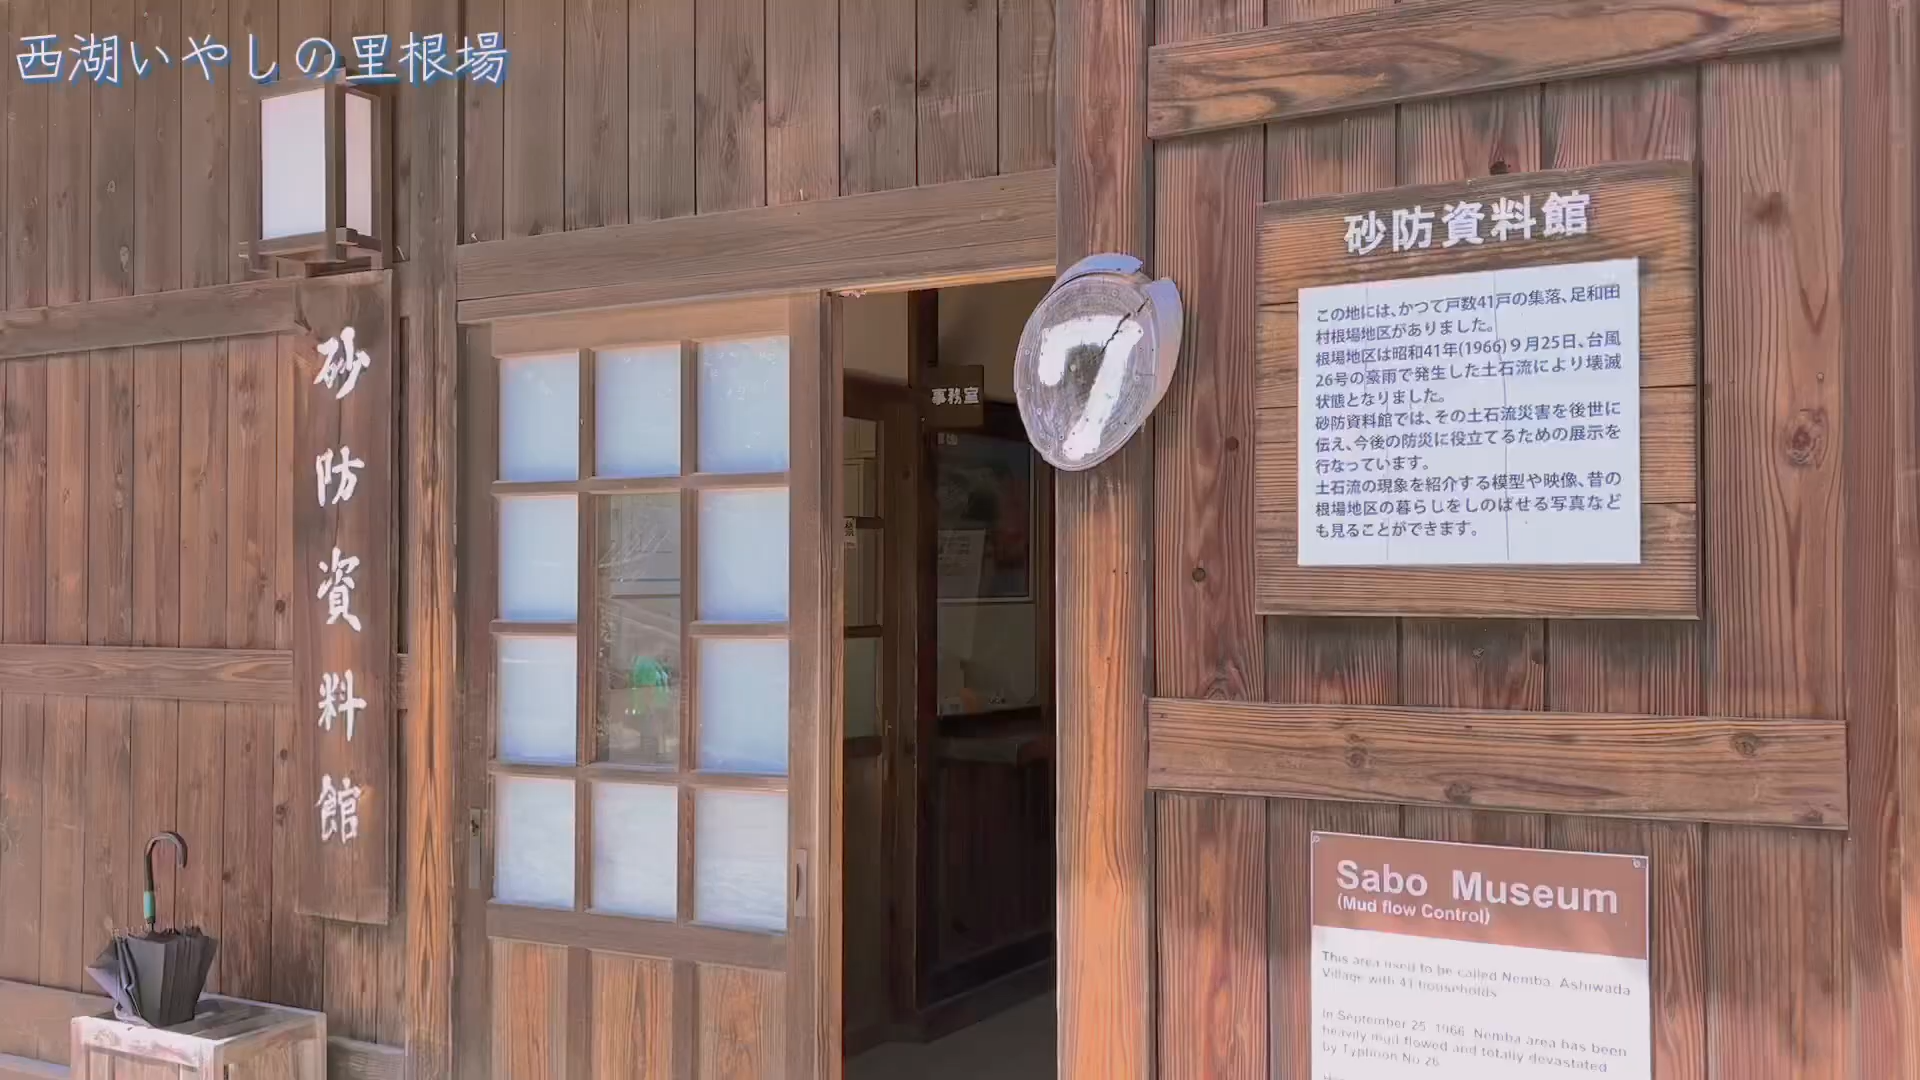 西湖いやしの里根場
砂防資料館
事務室
7
砂防資料館
この地には、かつて戸数41戸の集落、足和田
村根場地区がありました。
根場地区は昭和41年(1966)9月25日、台風
26号の豪雨で発生した土石流により壊滅
状態となりました。
砂防資料館では、その土石流災害を後世に
伝え、今後の防災に役立てるための展示を
行なっています。
土石流の現象を紹介する模型や映像、昔の
根場地区の暮らしをしのばせる写真など
も見ることができます。
Sabo Museum
(Mud flow Control)
This area used to be called Nemba, Ashiwada
Village with 41 households.
In September 25, 1966, Nemba area has been
heavily mud flowed and totally devastated
by Typhoon No 26